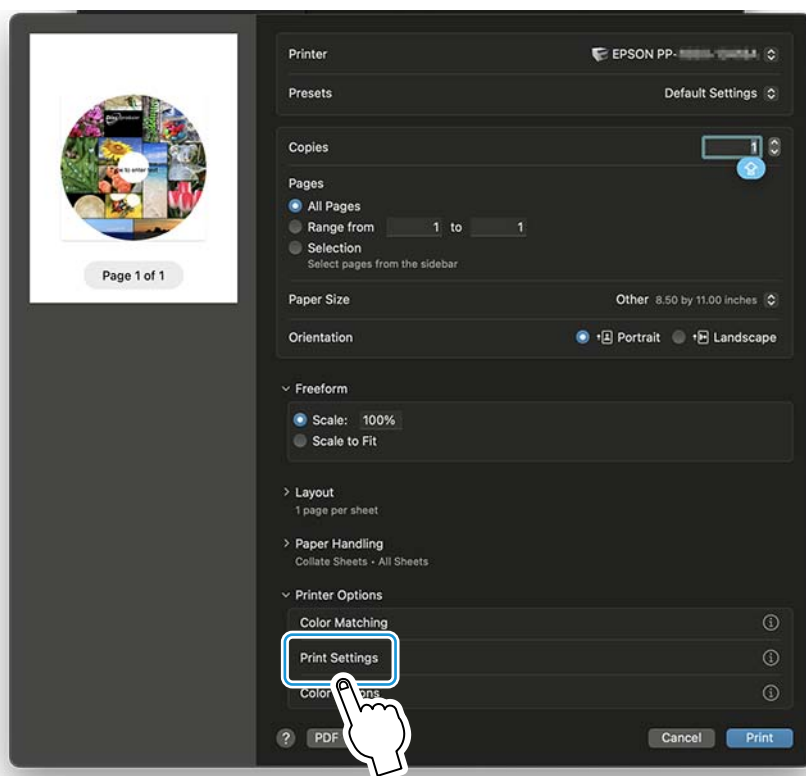 Page 1 of 1
Printer EPSON PP-
Presets Default Settings
Copies 1
Pages
All Pages
Range from 1 to 1
Selection
Select pages from the sidebar
Paper Size Other 8.50 by 11.00 inches
Orientation Portrait Landscape
Freeform
Scale: 100%
Scale to Fit
Layout
1 page per sheet
Paper Handling
Collate Sheets • All Sheets
Printer Options
Color Matching
Print Settings
Color
? PDF Cancel Print